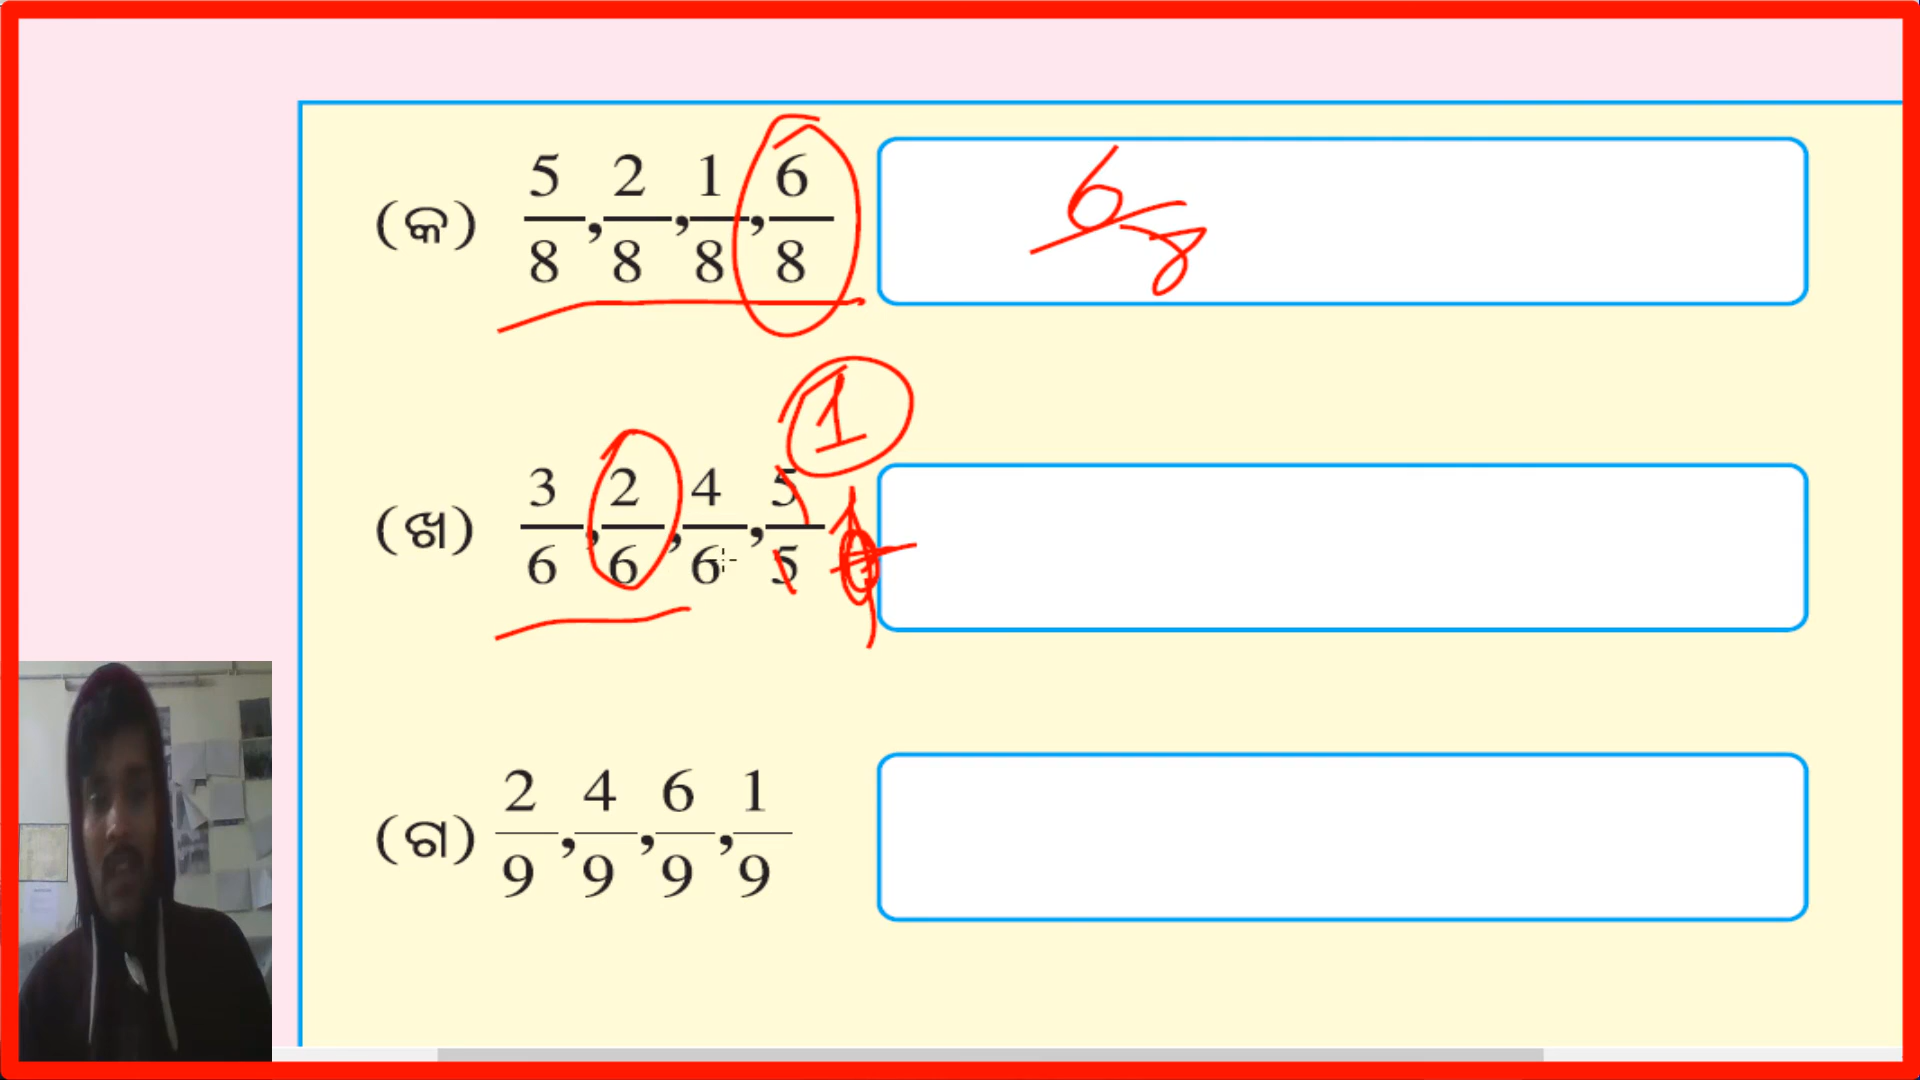 (କ) 5/8, 2/8, 1/8, 6/8
6/8
1
(ଖ) 3/6, 2/6, 4/6, 5/5
(ଗ) 2/9, 4/9, 6/9, 1/9